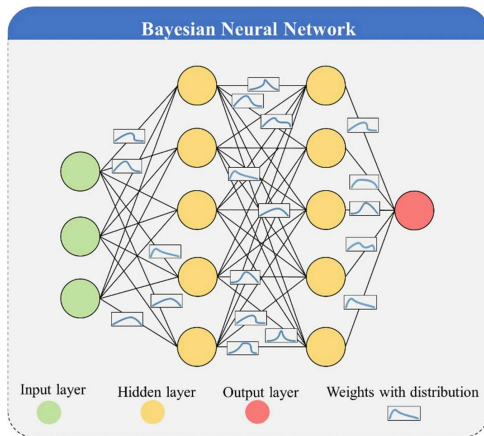 Bayesian Neural Network
Input layer
Hidden layer
Output layer
Weights with distribution